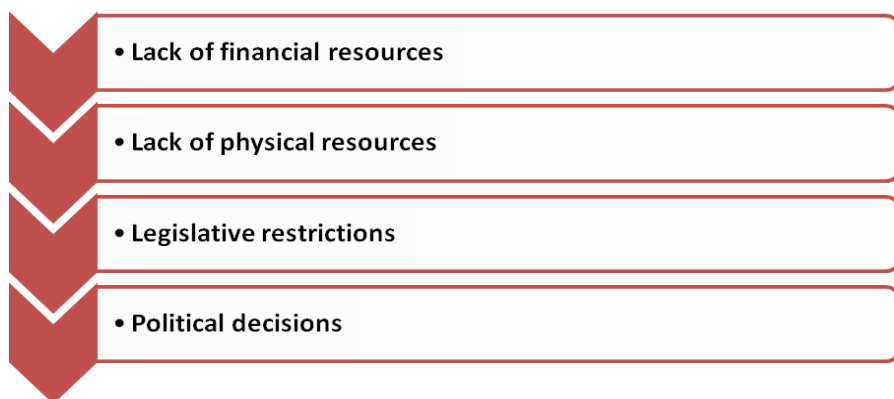 • Lack of financial resources
• Lack of physical resources
• Legislative restrictions
• Political decisions